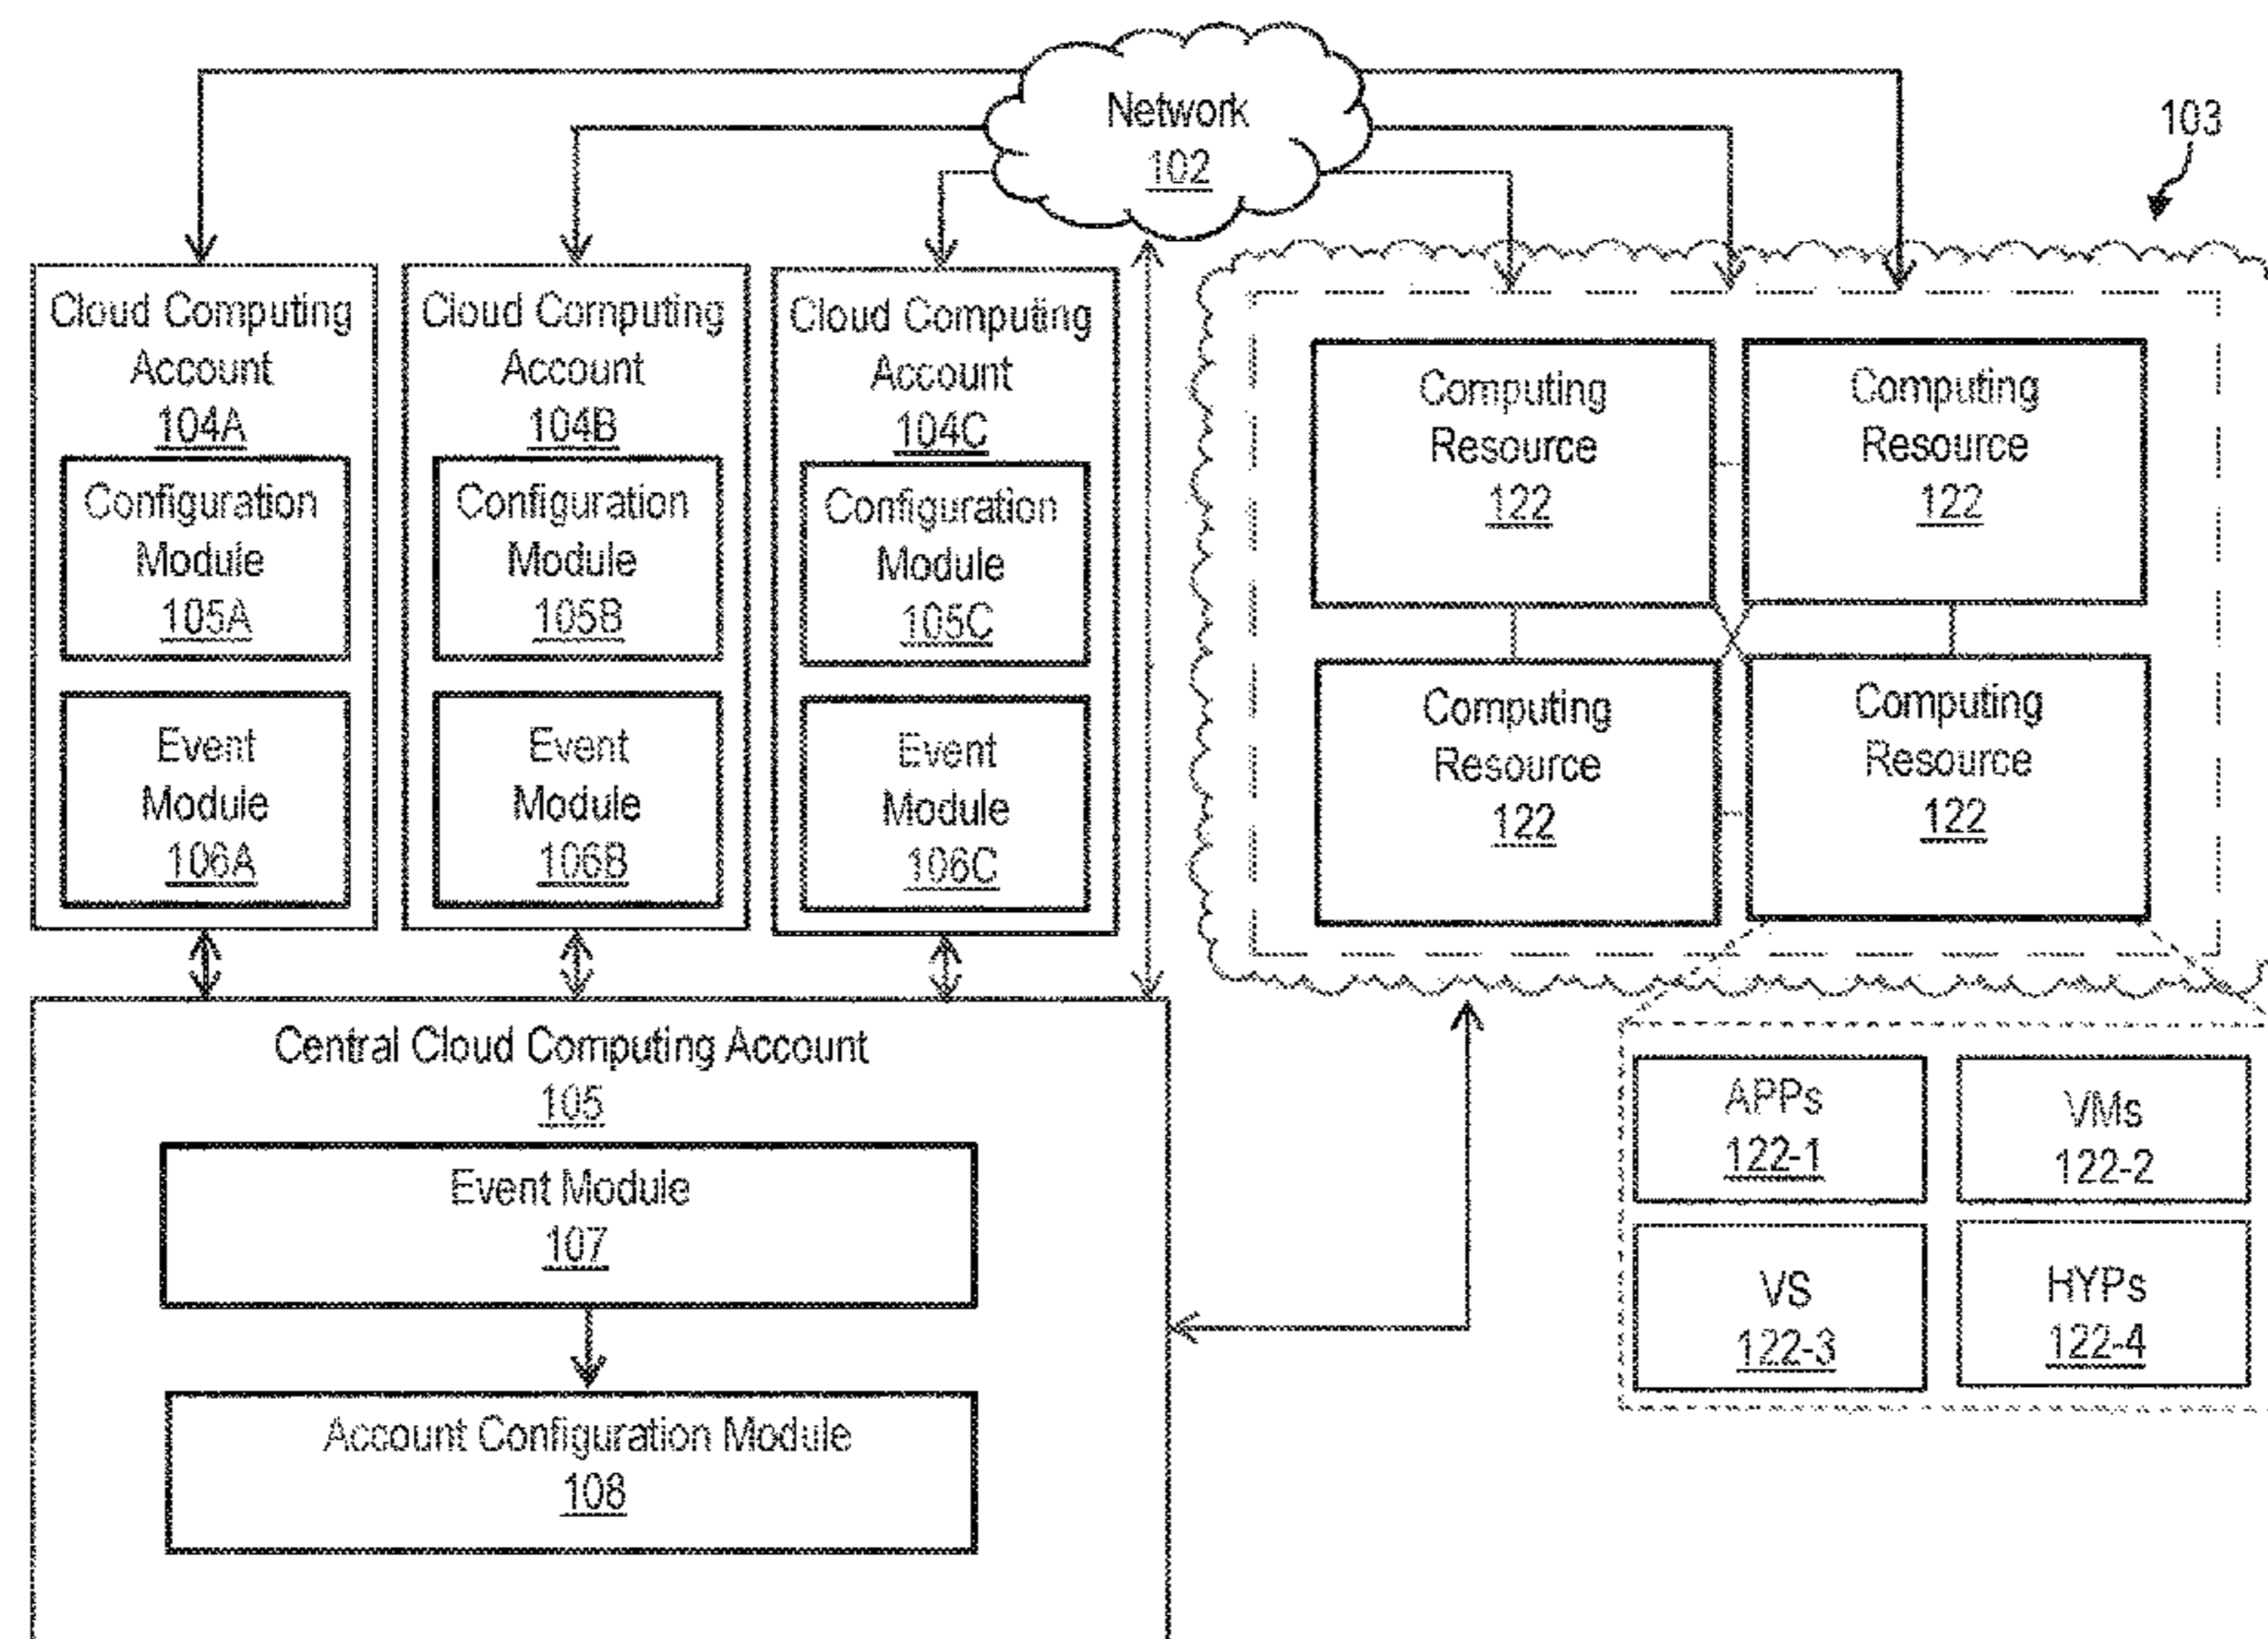 Network
102
103
Cloud Computing
Account
104A
Configuration
Module
105A
Event
Module
106A
Cloud Computing
Account
104B
Configuration
Module
105B
Event
Module
106B
Cloud Computing
Account
104C
Configuration
Module
105C
Event
Module
106C
Computing
Resource
122
Computing
Resource
122
Computing
Resource
122
Computing
Resource
122
Central Cloud Computing Account
105
Event Module
107
Account Configuration Module
108
APPs
122-1
VMs
122-2
VS
122-3
HYPs
122-4